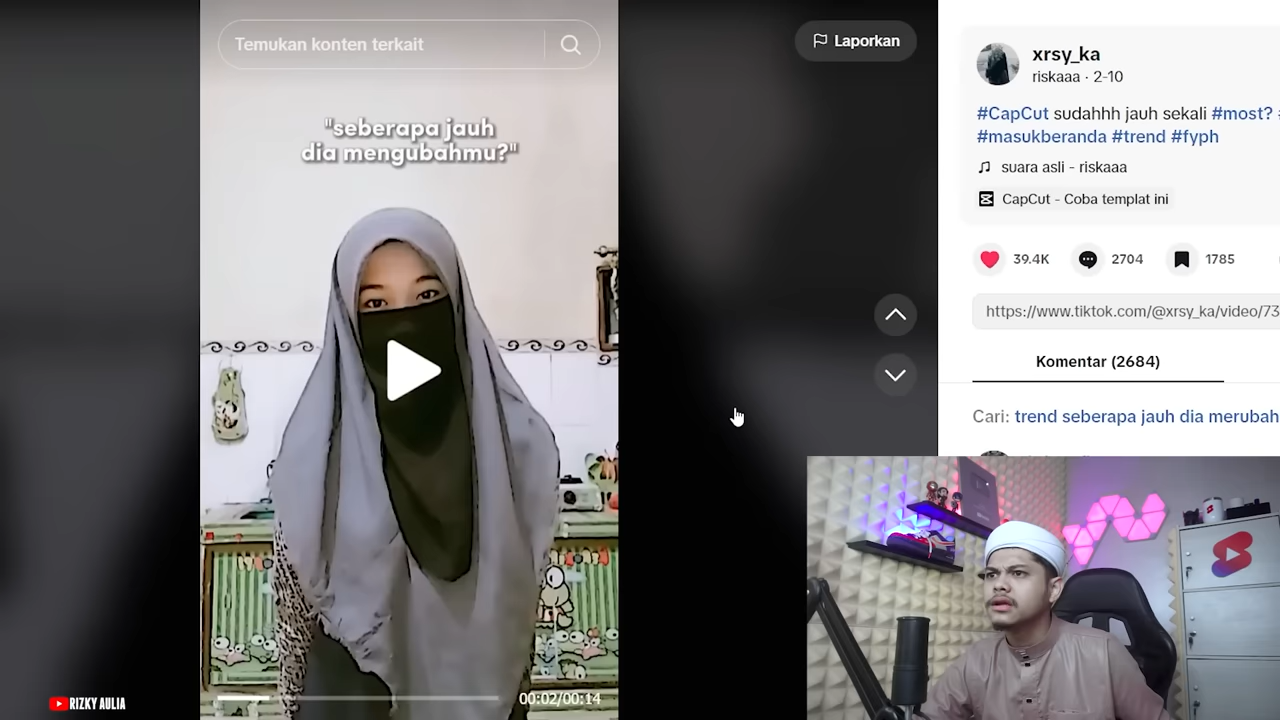 Temukan konten terkait
Laporkan
"seberapa jauh
dia mengubahmu?"
00:02/00:14
RIZKY AULIA
xrsy_ka
riskaaa · 2-10
#CapCut sudahhh jauh sekali #most? #
#masukberanda #trend #fyph
suara asli - riskaaa
CapCut - Coba templat ini
39.4K 2704 1785
https://www.tiktok.com/@xrsy_ka/video/73
Komentar (2684)
Cari: trend seberapa jauh dia merubah